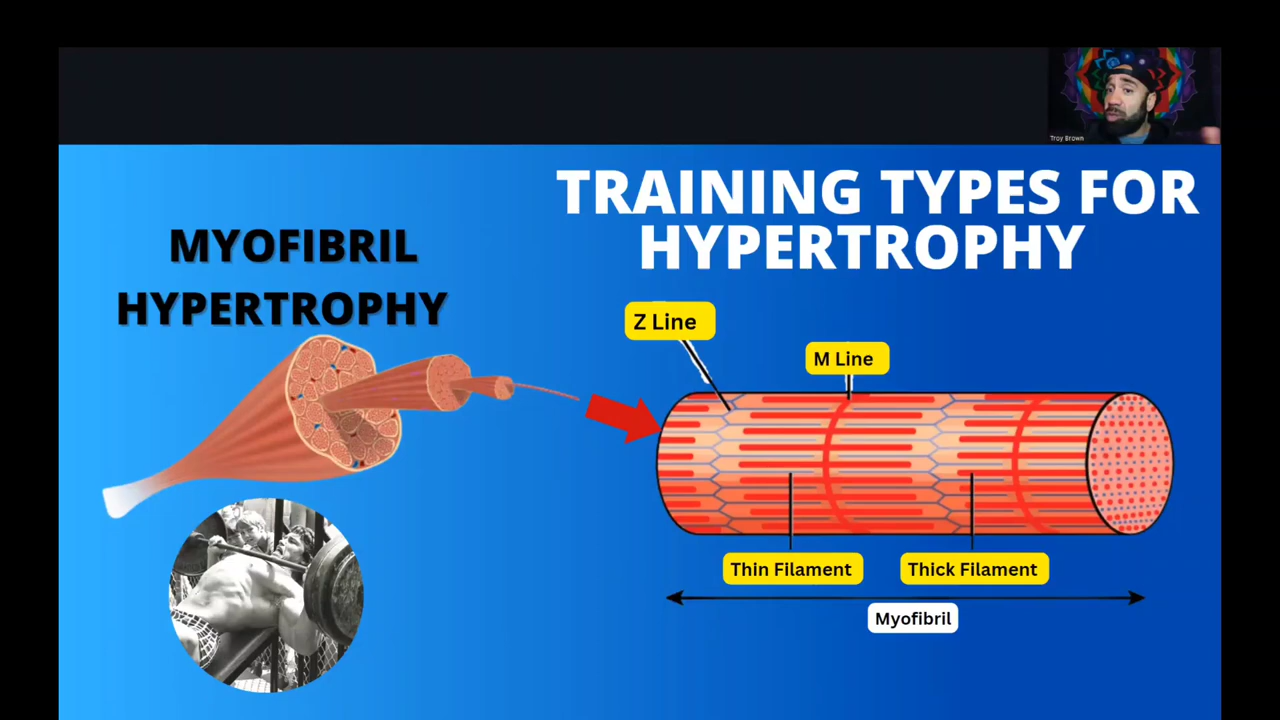 Troy Brown
TRAINING TYPES FOR
HYPERTROPHY
MYOFIBRIL
HYPERTROPHY
Z Line
M Line
Thin Filament
Thick Filament
Myofibril